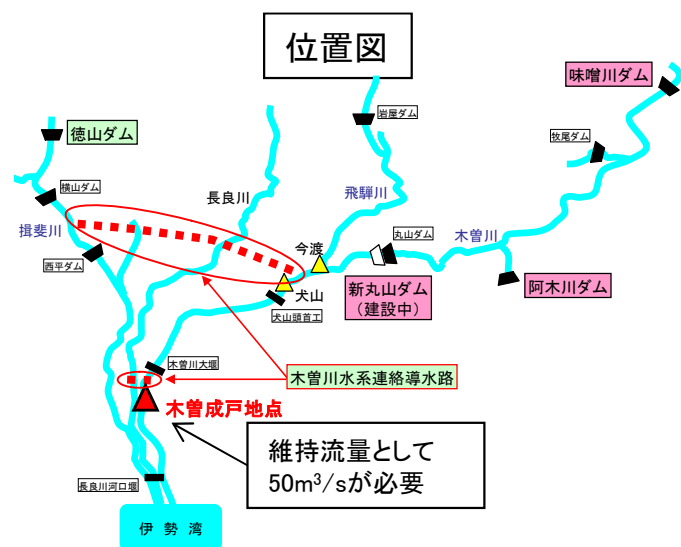 位置図
味噌川ダム
徳山ダム
岩屋ダム
牧尾ダム
横山ダム
長良川
飛騨川
揖斐川
丸山ダム
木曽川
今渡
西平ダム
新丸山ダム
（建設中）
阿木川ダム
犬山
犬山頭首工
木曽川大堰
木曽川水系連絡導水路
木曽成戸地点
維持流量として
50m³/sが必要
長良川河口堰
伊勢湾